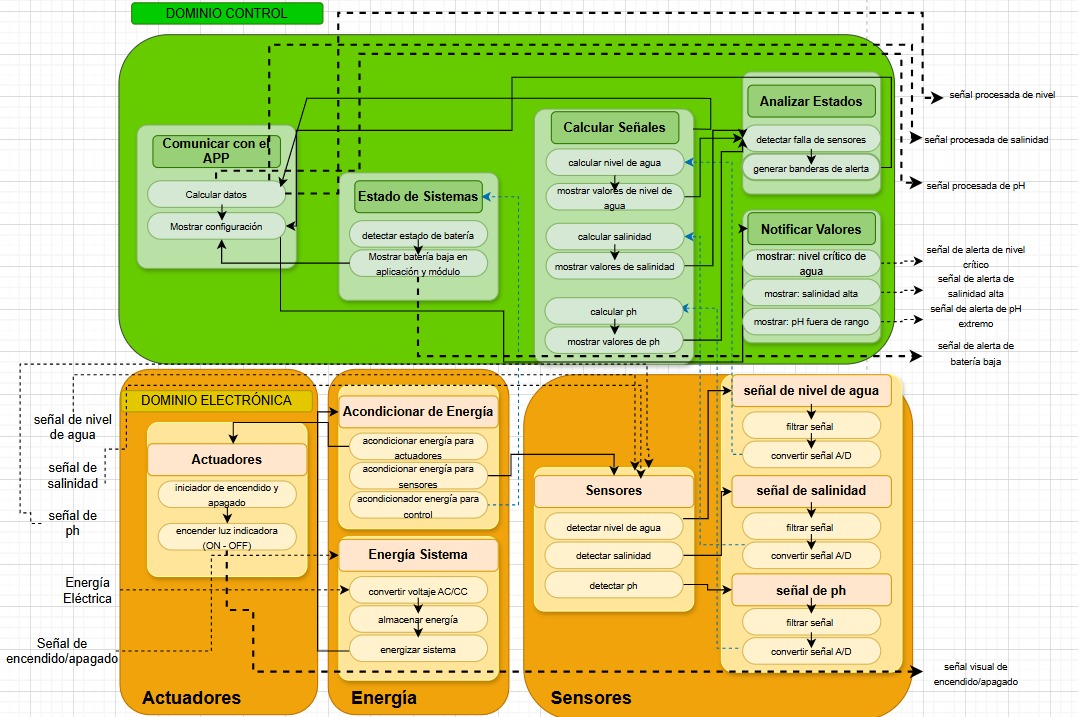 DOMINIO CONTROL
Comunicar con el
APP
Calcular datos
Mostrar configuración
Estado de Sistemas
detectar estado de batería
Mostrar batería baja en
aplicación y módulo
Calcular Señales
calcular nivel de agua
mostrar valores de nivel de
agua
calcular salinidad
mostrar valores de salinidad
calcular ph
mostrar valores de ph
Analizar Estados
detectar falla de sensores
generar banderas de alerta
Notificar Valores
mostrar: nivel crítico de
agua
mostrar: salinidad alta
mostrar: pH fuera de rango
señal procesada de nivel
señal procesada de salinidad
señal procesada de pH
señal de alerta de nivel
crítico
señal de alerta de
salinidad alta
señal de alerta de pH
extremo
señal de alerta de
batería baja
señal de nivel
de agua
señal de
salinidad
señal de
ph
Energía
Eléctrica
Señal de
encendido/apagado
DOMINIO ELECTRÓNICA
Actuadores
iniciador de encendido y
apagado
encender luz indicadora
(ON - OFF)
Actuadores
Acondicionar de Energía
acondicionar energía para
actuadores
acondicionar energía para
sensores
acondicionador energía para
control
Energía Sistema
convertir voltaje AC/CC
almacenar energía
energizar sistema
Energía
Sensores
detectar nivel de agua
detectar salinidad
detectar ph
señal de nivel de agua
filtrar señal
convertir señal A/D
señal de salinidad
filtrar señal
convertir señal A/D
señal de ph
filtrar señal
convertir señal A/D
Sensores
señal visual de
encendido/apagado